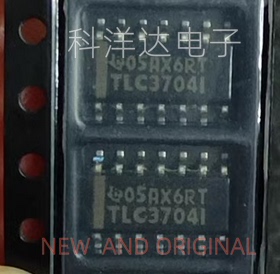 科洋达电子
05AX6RT
TLC3704I
05AX6RT
TLC3704I
NEW AND ORIGINAL